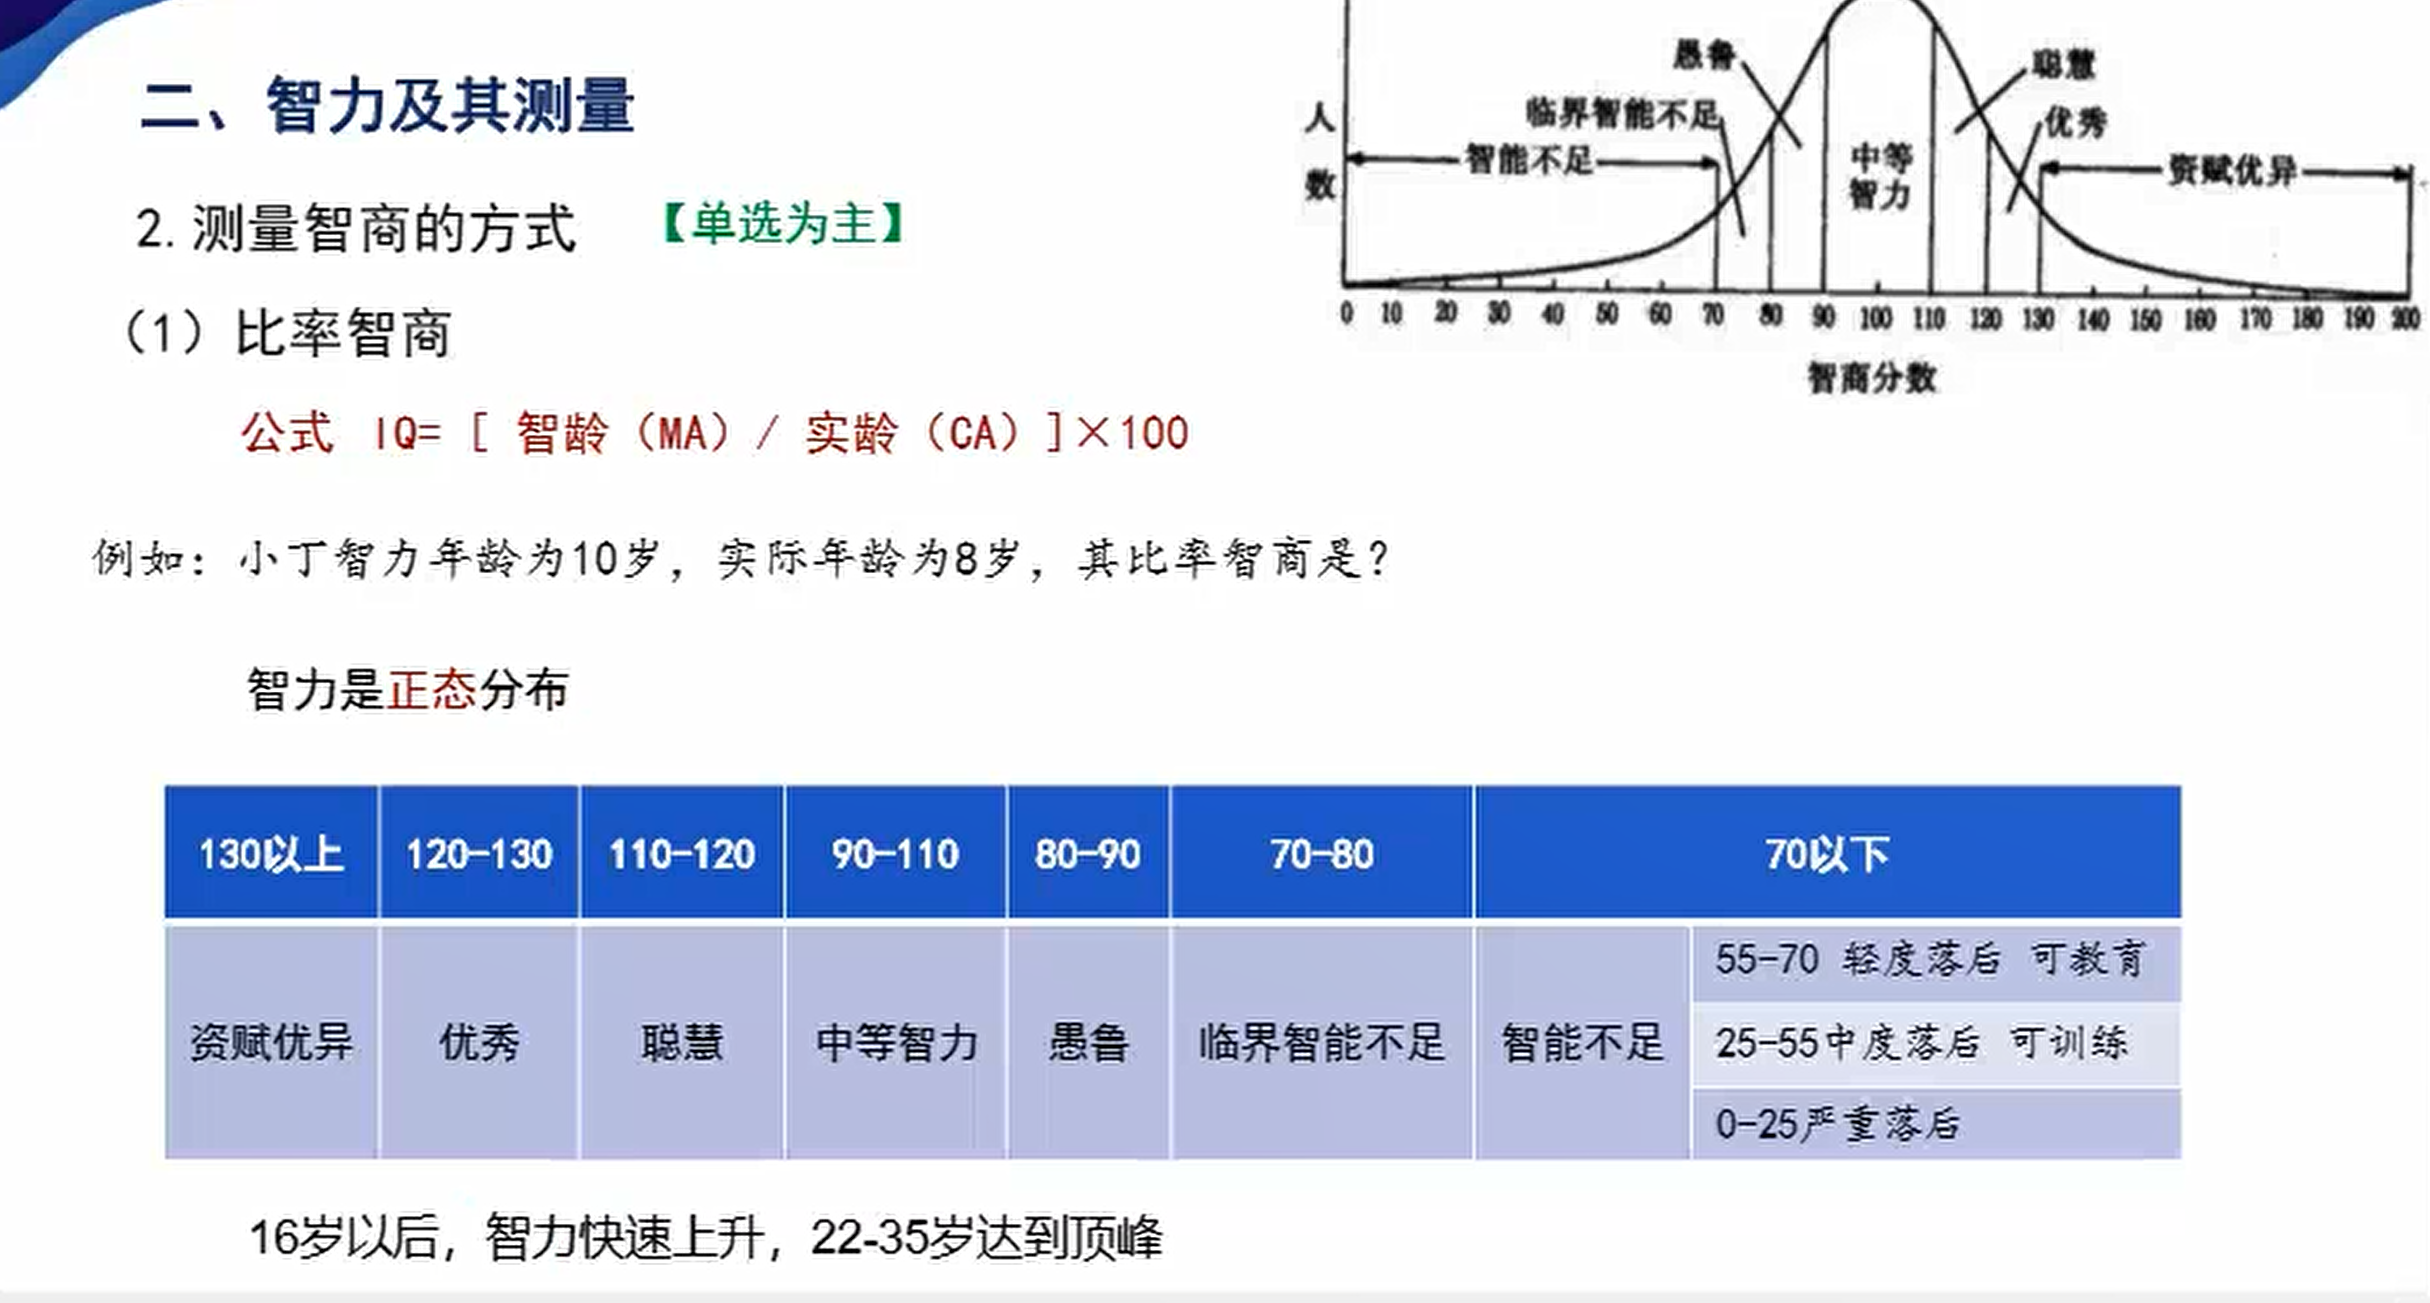 二、智力及其测量
2.测量智商的方式 【单选为主】
（1）比率智商
公式 IQ= [ 智龄（MA）/ 实龄（CA）]×100
例如：小丁智力年龄为10岁，实际年龄为8岁，其比率智商是？
智力是正态分布
人数
愚鲁
聪慧
临界智能不足
优秀
智能不足
中等
智力
资赋优异
0 10 20 30 40 50 60 70 80 90 100 110 120 130 140 150 160 170 180 190 200
智商分数
130以上 120-130 110-120 90-110 80-90 70-80 70以下
资赋优异 优秀 聪慧 中等智力 愚鲁 临界智能不足 智能不足
55-70 轻度落后 可教育
25-55中度落后 可训练
0-25严重落后
16岁以后，智力快速上升，22-35岁达到顶峰